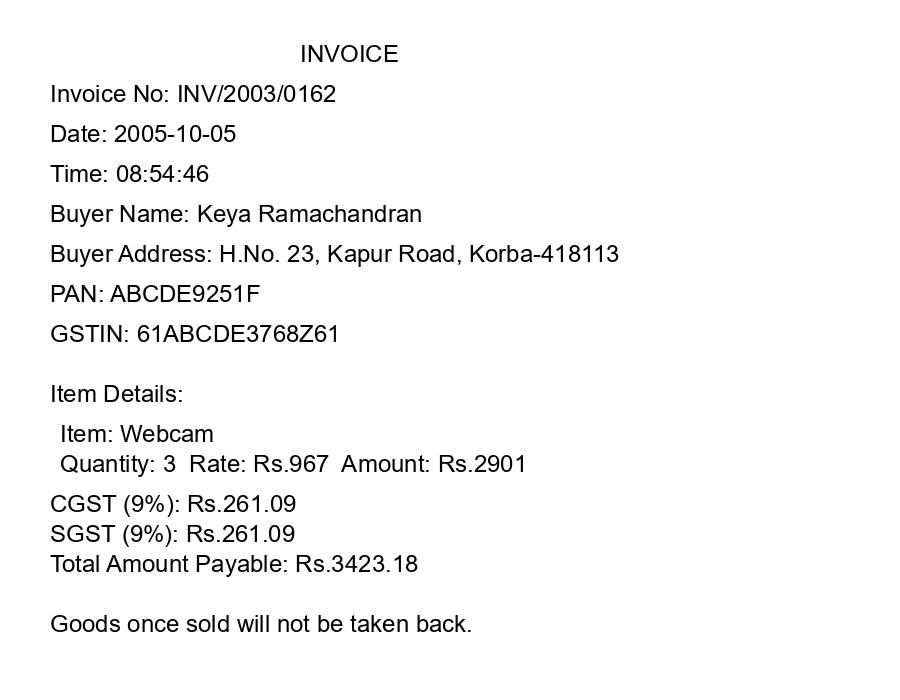 INVOICE
Invoice No: INV/2003/0162
Date: 2005-10-05
Time: 08:54:46
Buyer Name: Keya Ramachandran
Buyer Address: H.No. 23, Kapur Road, Korba-418113
PAN: ABCDE9251F
GSTIN: 61ABCDE3768Z61
Item Details:
Item: Webcam
Quantity: 3  Rate: Rs.967  Amount: Rs.2901
CGST (9%): Rs.261.09
SGST (9%): Rs.261.09
Total Amount Payable: Rs.3423.18
Goods once sold will not be taken back.